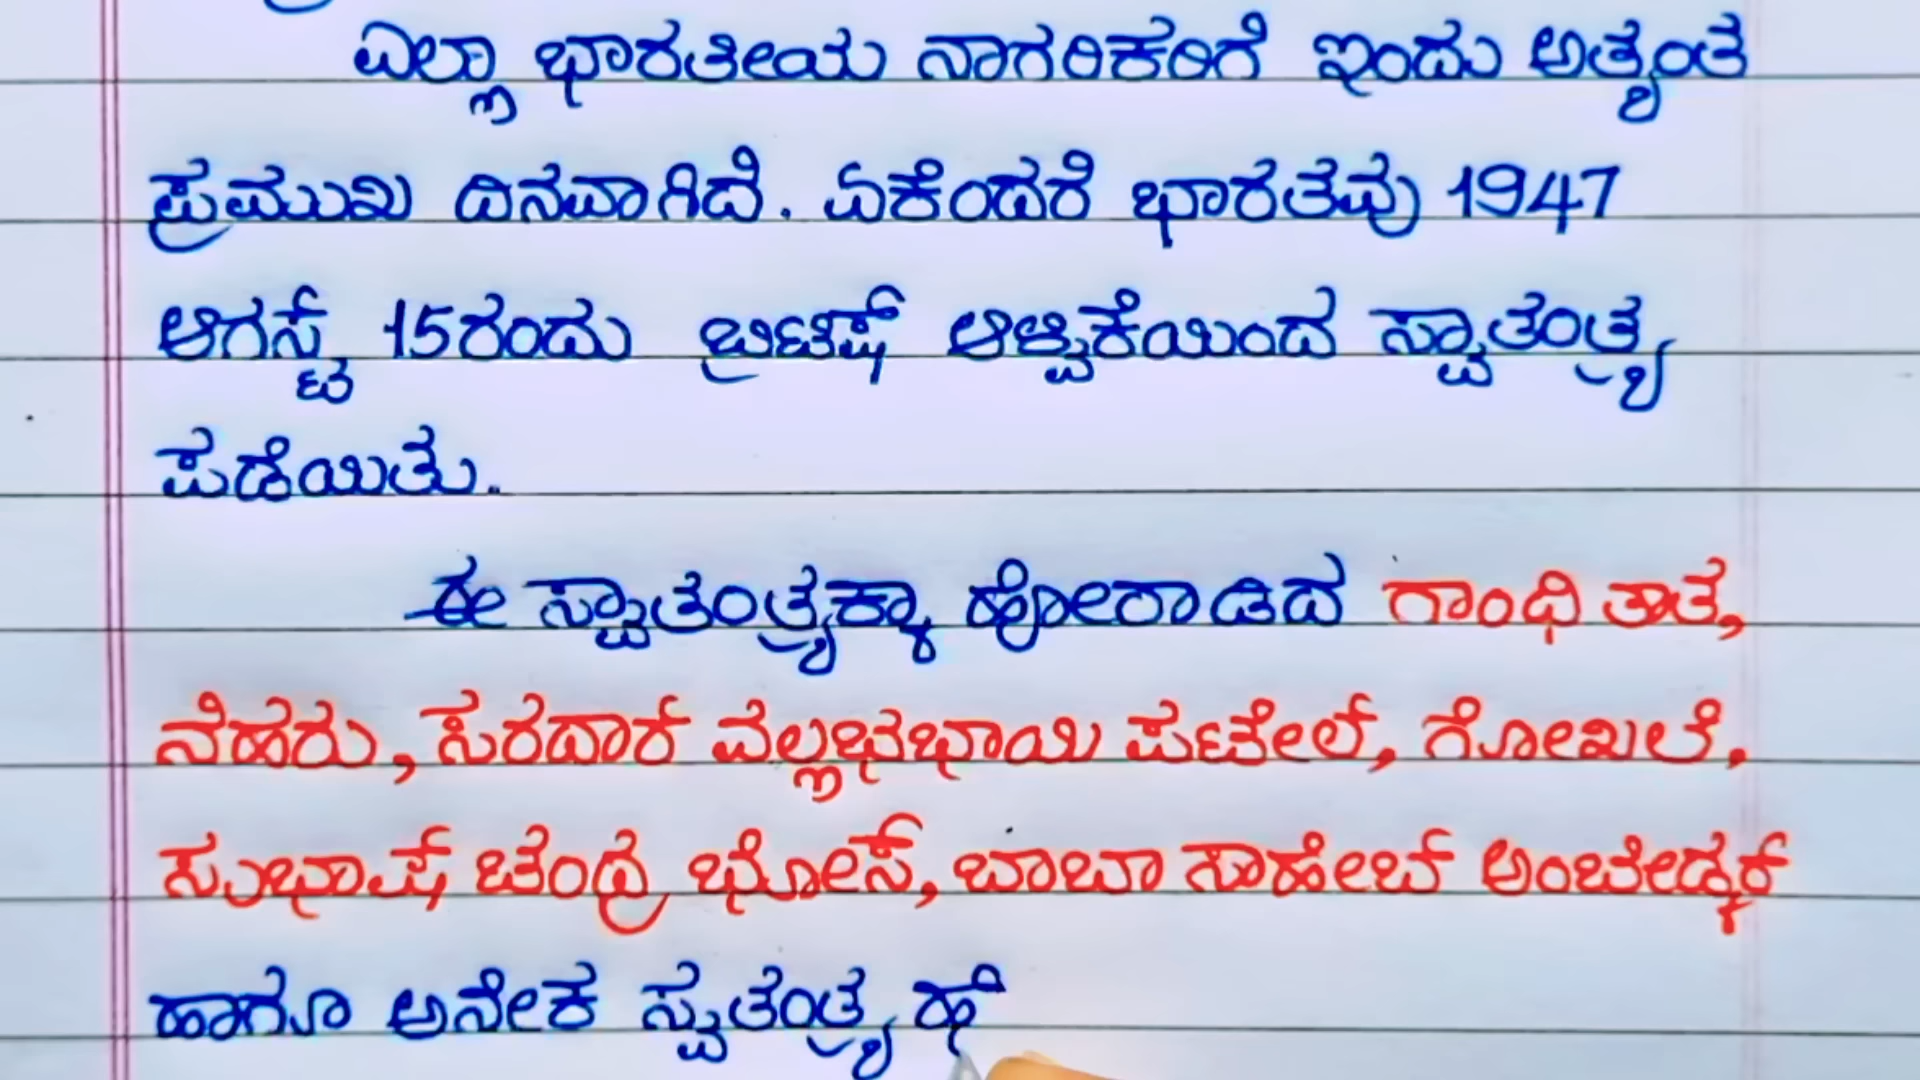 ಎಲ್ಲಾ ಭಾರತೀಯ ನಾಗರಿಕರಿಗೆ ಇಂದು ಅತ್ಯಂತ
ಪ್ರಮುಖ ದಿನವಾಗಿದೆ. ಏಕೆಂದರೆ ಭಾರತವು 1947
ಆಗಸ್ಟ್ 15ರಂದು ಬ್ರಿಟಿಷ್ ಆಳ್ವಿಕೆಯಿಂದ ಸ್ವಾತಂತ್ರ್ಯ
ಪಡೆಯಿತು.
ಈ ಸ್ವಾತಂತ್ರ್ಯಕ್ಕಾ ಹೋರಾಡಿದ ಗಾಂಧಿ ತಾತ,
ನೆಹರು, ಸರದಾರ್ ವಲ್ಲಭಭಾಯಿ ಪಟೇಲ್, ಗೋಖಲೆ,
ಸುಭಾಷ್ ಚಂದ್ರ ಭೋಸ್, ಬಾಬಾ ಸಾಹೇಬ್ ಅಂಬೇಡ್ಕರ್
ಹಾಗೂ ಅನೇಕ ಸ್ವತಂತ್ರ್ಯ